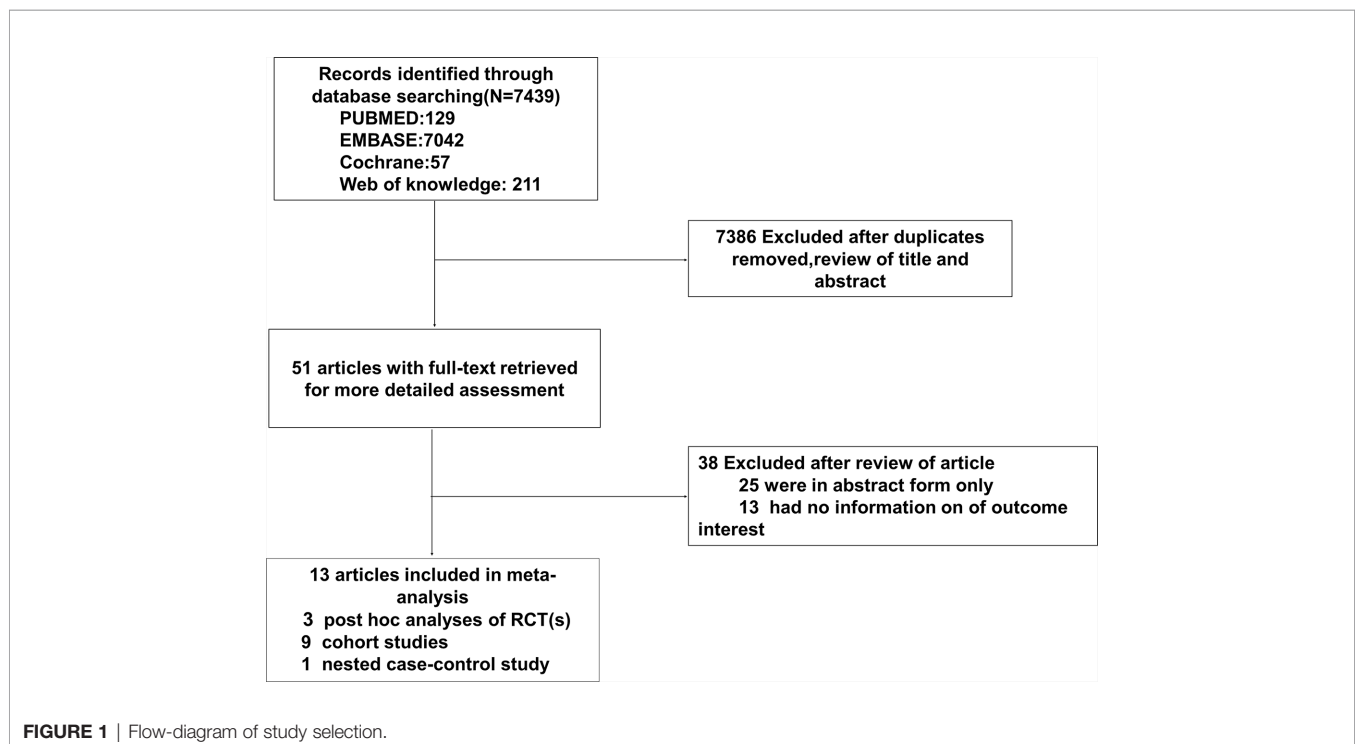 Records identified through
database searching(N=7439)
PUBMED:129
EMBASE:7042
Cochrane:57
Web of knowledge: 211
7386 Excluded after duplicates
removed,review of title and
abstract
51 articles with full-text retrieved
for more detailed assessment
38 Excluded after review of article
25 were in abstract form only
13 had no information on of outcome
interest
13 articles included in meta-
analysis
3 post hoc analyses of RCT(s)
9 cohort studies
1 nested case-control study
FIGURE 1 | Flow-diagram of study selection.